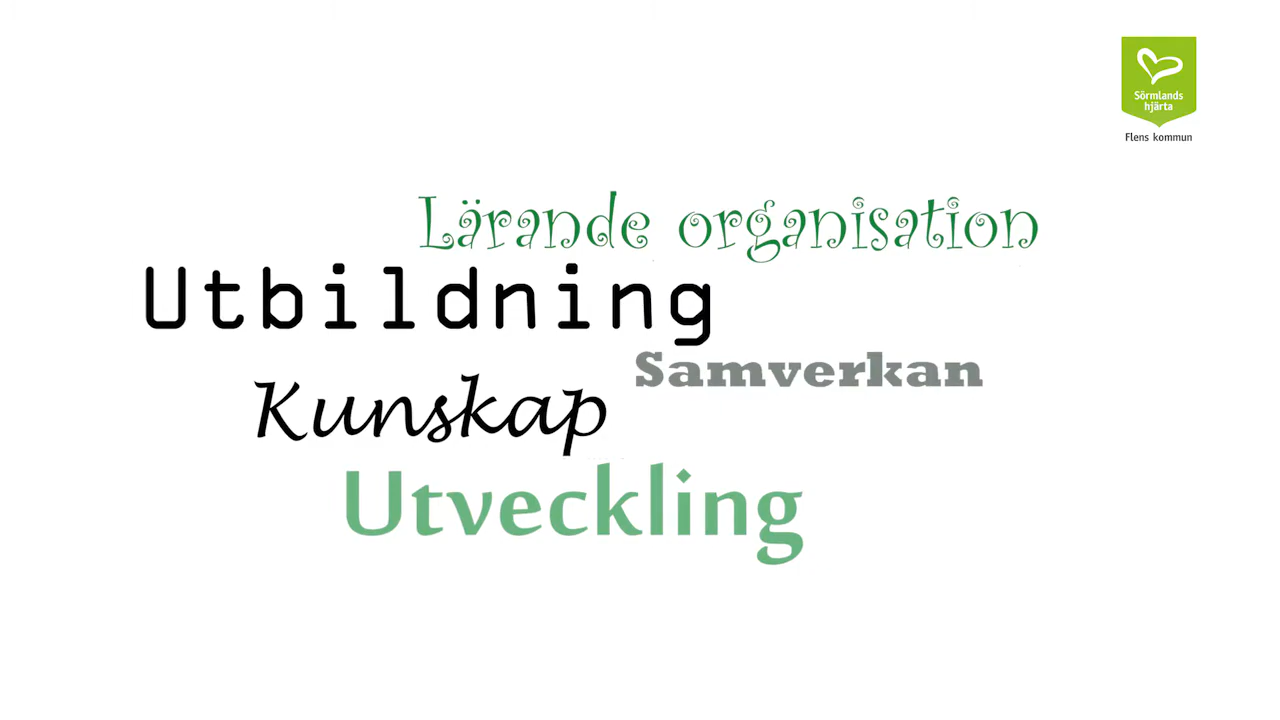 Sörmlands
hjärta
Flens kommun
Lärande organisation
Utbildning
Samverkan
Kunskap
Utveckling